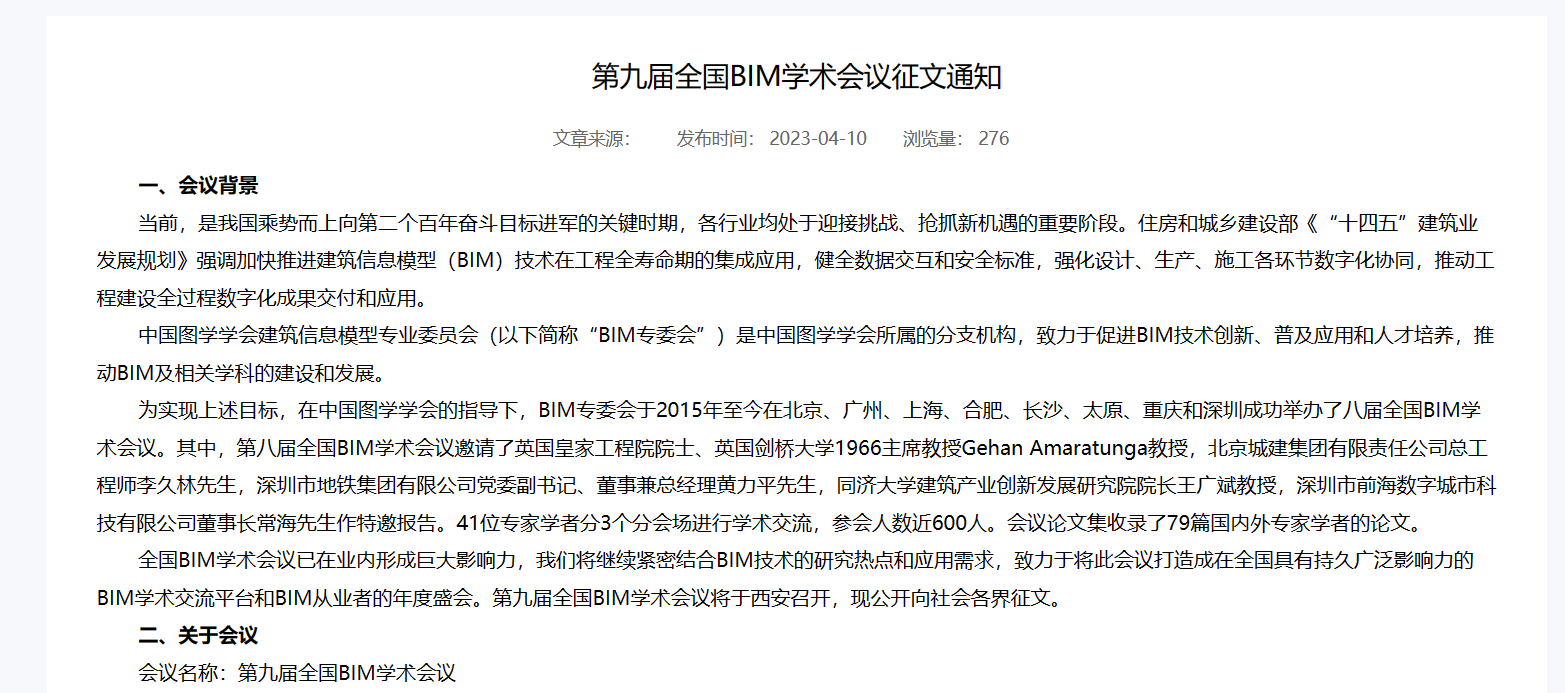 第九届全国BIM学术会议征文通知
文章来源： 发布时间： 2023-04-10 浏览量： 276
一、会议背景
当前，是我国乘势而上向第二个百年奋斗目标进军的关键时期，各行业均处于迎接挑战、抢抓新机遇的重要阶段。住房和城乡建设部《“十四五”建筑业
发展规划》强调加快推进建筑信息模型（BIM）技术在工程全寿命期的集成应用，健全数据交互和安全标准，强化设计、生产、施工各环节数字化协同，推动工
程建设全过程数字化成果交付和应用。
中国图学学会建筑信息模型专业委员会（以下简称“BIM专委会”）是中国图学学会所属的分支机构，致力于促进BIM技术创新、普及应用和人才培养，推
动BIM及相关学科的建设和发展。
为实现上述目标，在中国图学学会的指导下，BIM专委会于2015年至今在北京、广州、上海、合肥、长沙、太原、重庆和深圳成功举办了八届全国BIM学
术会议。其中，第八届全国BIM学术会议邀请了英国皇家工程院院士、英国剑桥大学1966主席教授Gehan Amaratunga教授，北京城建集团有限责任公司总工
程师李久林先生，深圳市地铁集团有限公司党委副书记、董事兼总经理黄力平先生，同济大学建筑产业创新发展研究院院长王广斌教授，深圳市前海数字城市科
技有限公司董事长常海先生作特邀报告。41位专家学者分3个分会场进行学术交流，参会人数近600人。会议论文集收录了79篇国内外专家学者的论文。
全国BIM学术会议已在业内形成巨大影响力，我们将继续紧密结合BIM技术的研究热点和应用需求，致力于将此会议打造成在全国具有持久广泛影响力的
BIM学术交流平台和BIM从业者的年度盛会。第九届全国BIM学术会议将于西安召开，现公开向社会各界征文。
二、关于会议
会议名称：第九届全国BIM学术会议